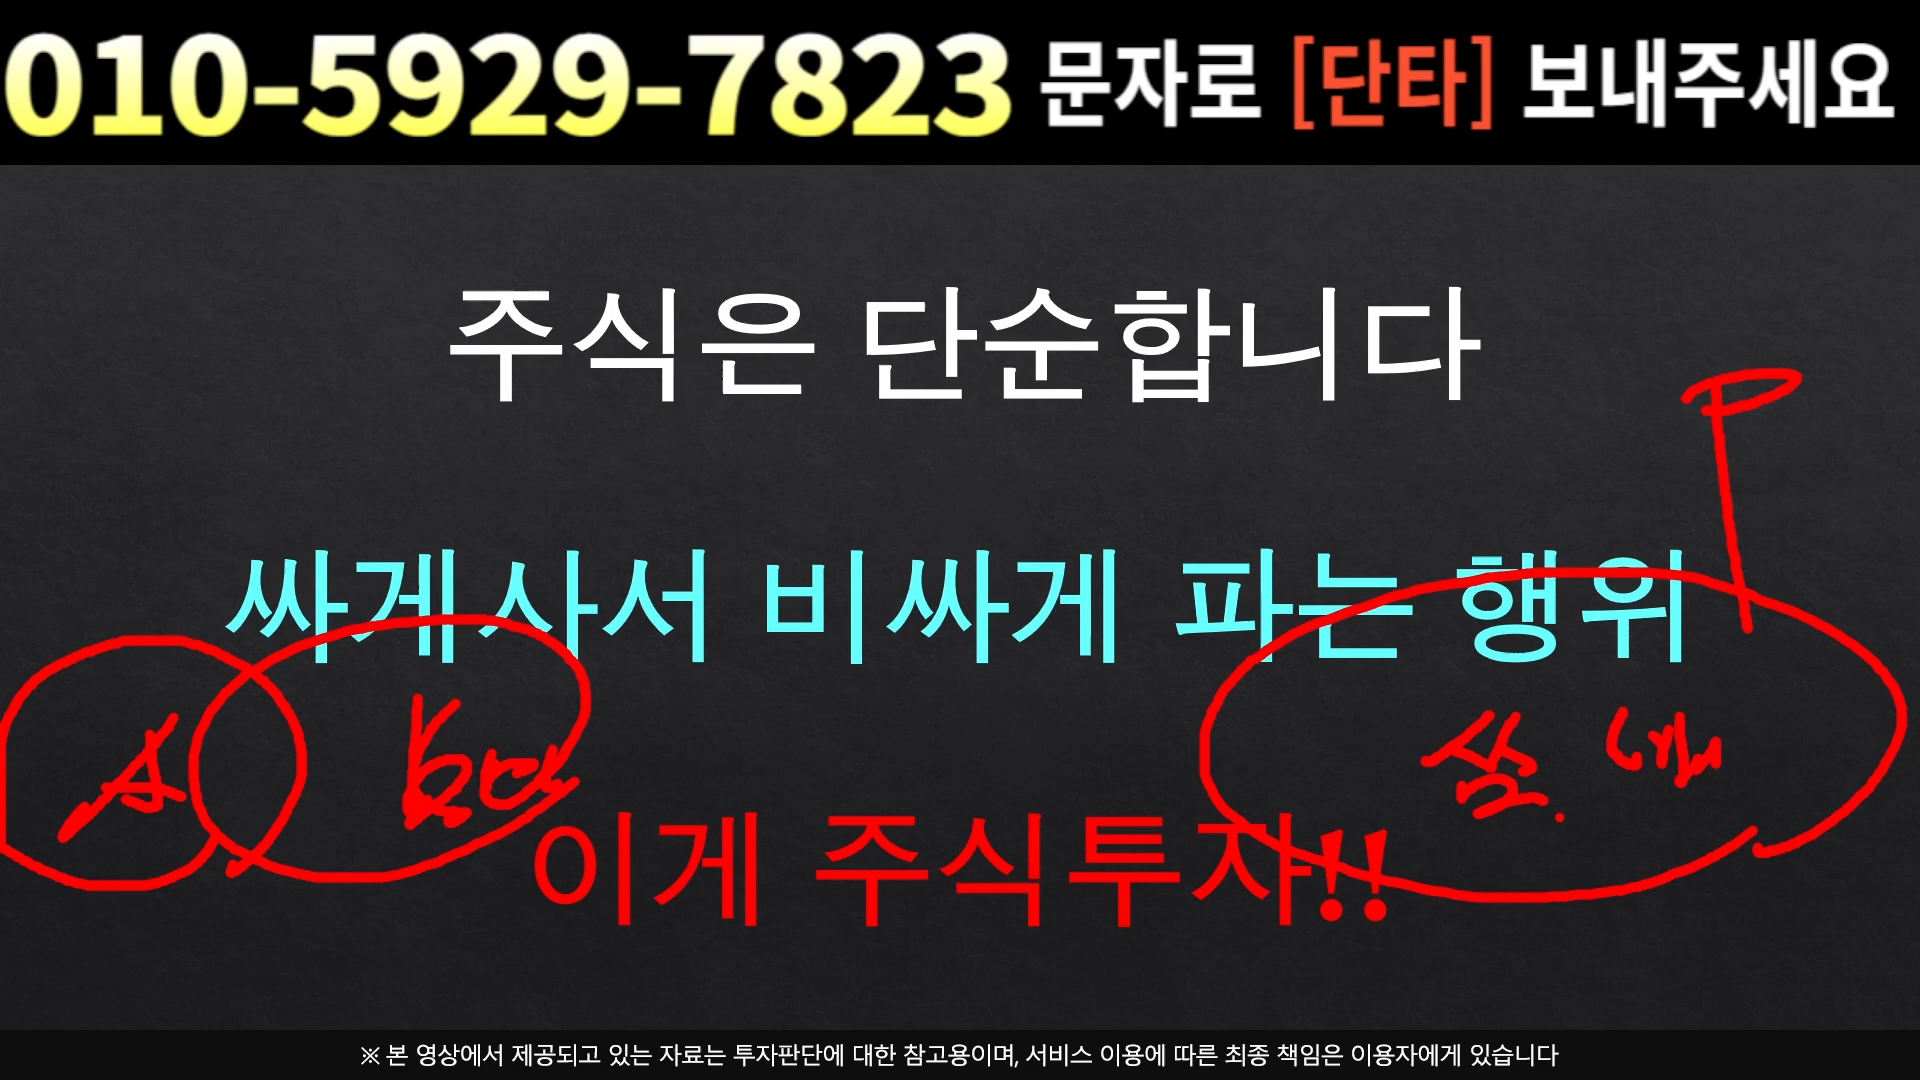 010-5929-7823 문자로 [단타] 보내주세요
주식은 단순합니다
싸게사서 비싸게 파는 행위
이게 주식투자!!
※ 본 영상에서 제공되고 있는 자료는 투자판단에 대한 참고용이며, 서비스 이용에 따른 최종 책임은 이용자에게 있습니다